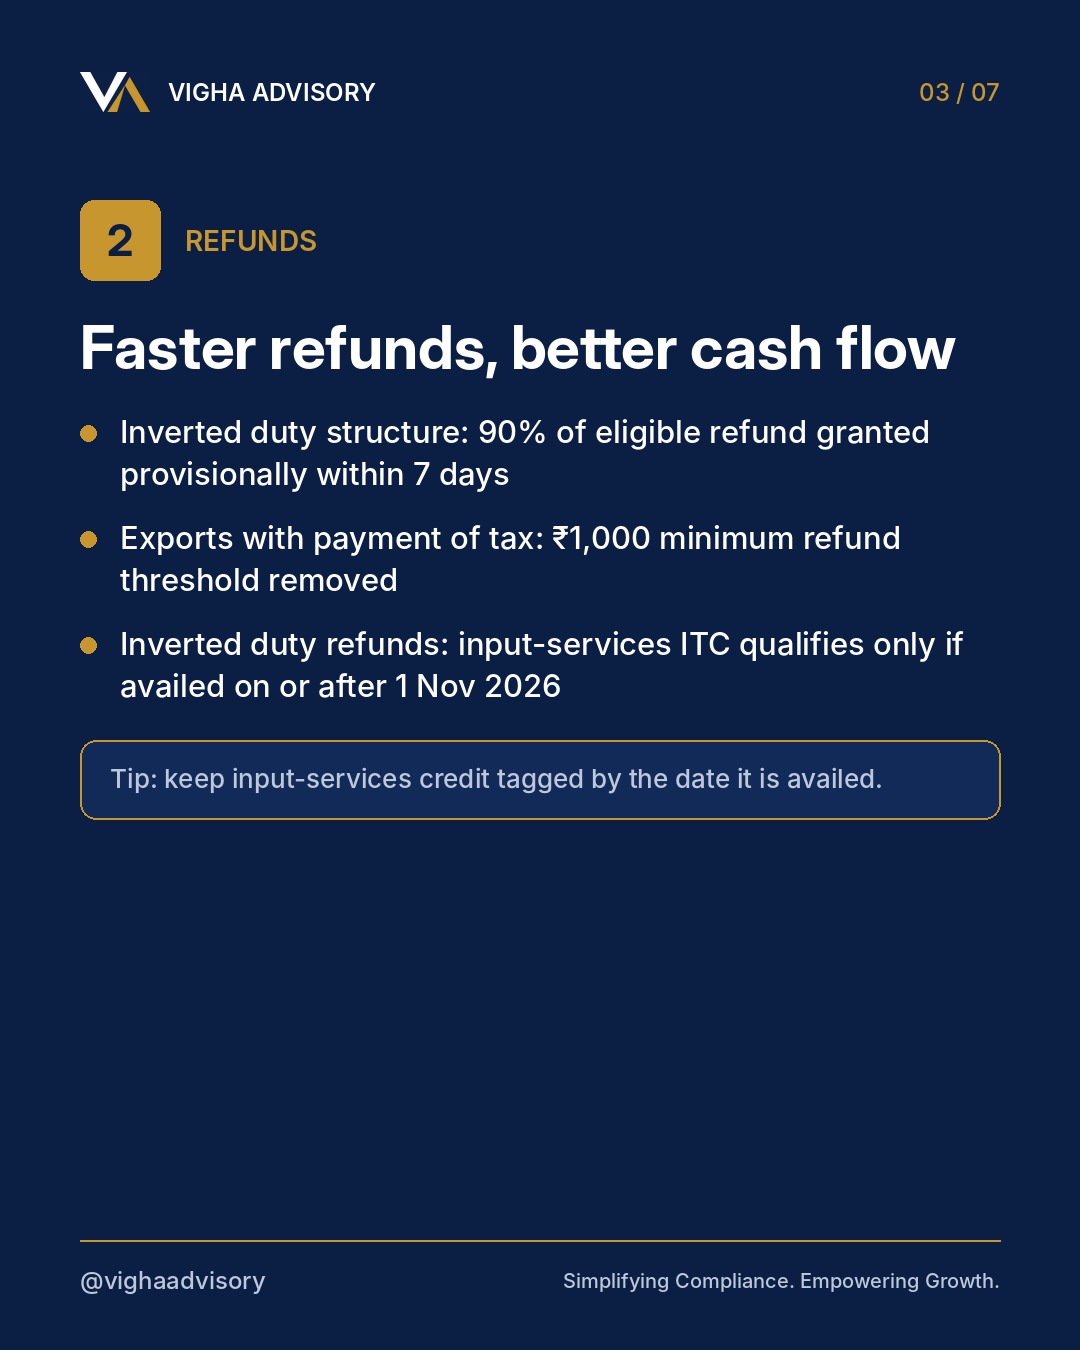 VIGHA ADVISORY
03 / 07
2
REFUNDS
Faster refunds, better cash flow
Inverted duty structure: 90% of eligible refund granted
provisionally within 7 days
Exports with payment of tax: ₹1,000 minimum refund
threshold removed
Inverted duty refunds: input-services ITC qualifies only if
availed on or after 1 Nov 2026
Tip: keep input-services credit tagged by the date it is availed.
@vighaadvisory
Simplifying Compliance. Empowering Growth.